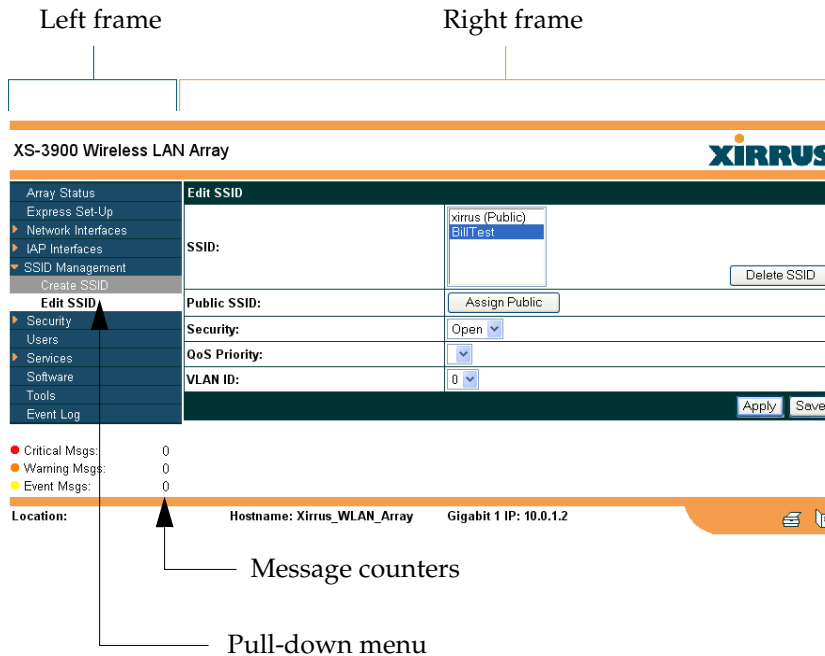 Left frame
Right frame
XS-3900 Wireless LAN Array
XIRRUS
Array Status
Express Set-Up
Network Interfaces
IAP Interfaces
SSID Management
Create SSID
Edit SSID
Security
Users
Services
Software
Tools
Event Log
Edit SSID
SSID:
xirrus (Public)
BillTest
Delete SSID
Public SSID:
Assign Public
Security:
Open
QoS Priority:
VLAN ID:
0
Apply
Save
Critical Msgs: 0
Warning Msgs: 0
Event Msgs: 0
Location:
Hostname: Xirrus_WLAN_Array
Gigabit 1 IP: 10.0.1.2
Message counters
Pull-down menu